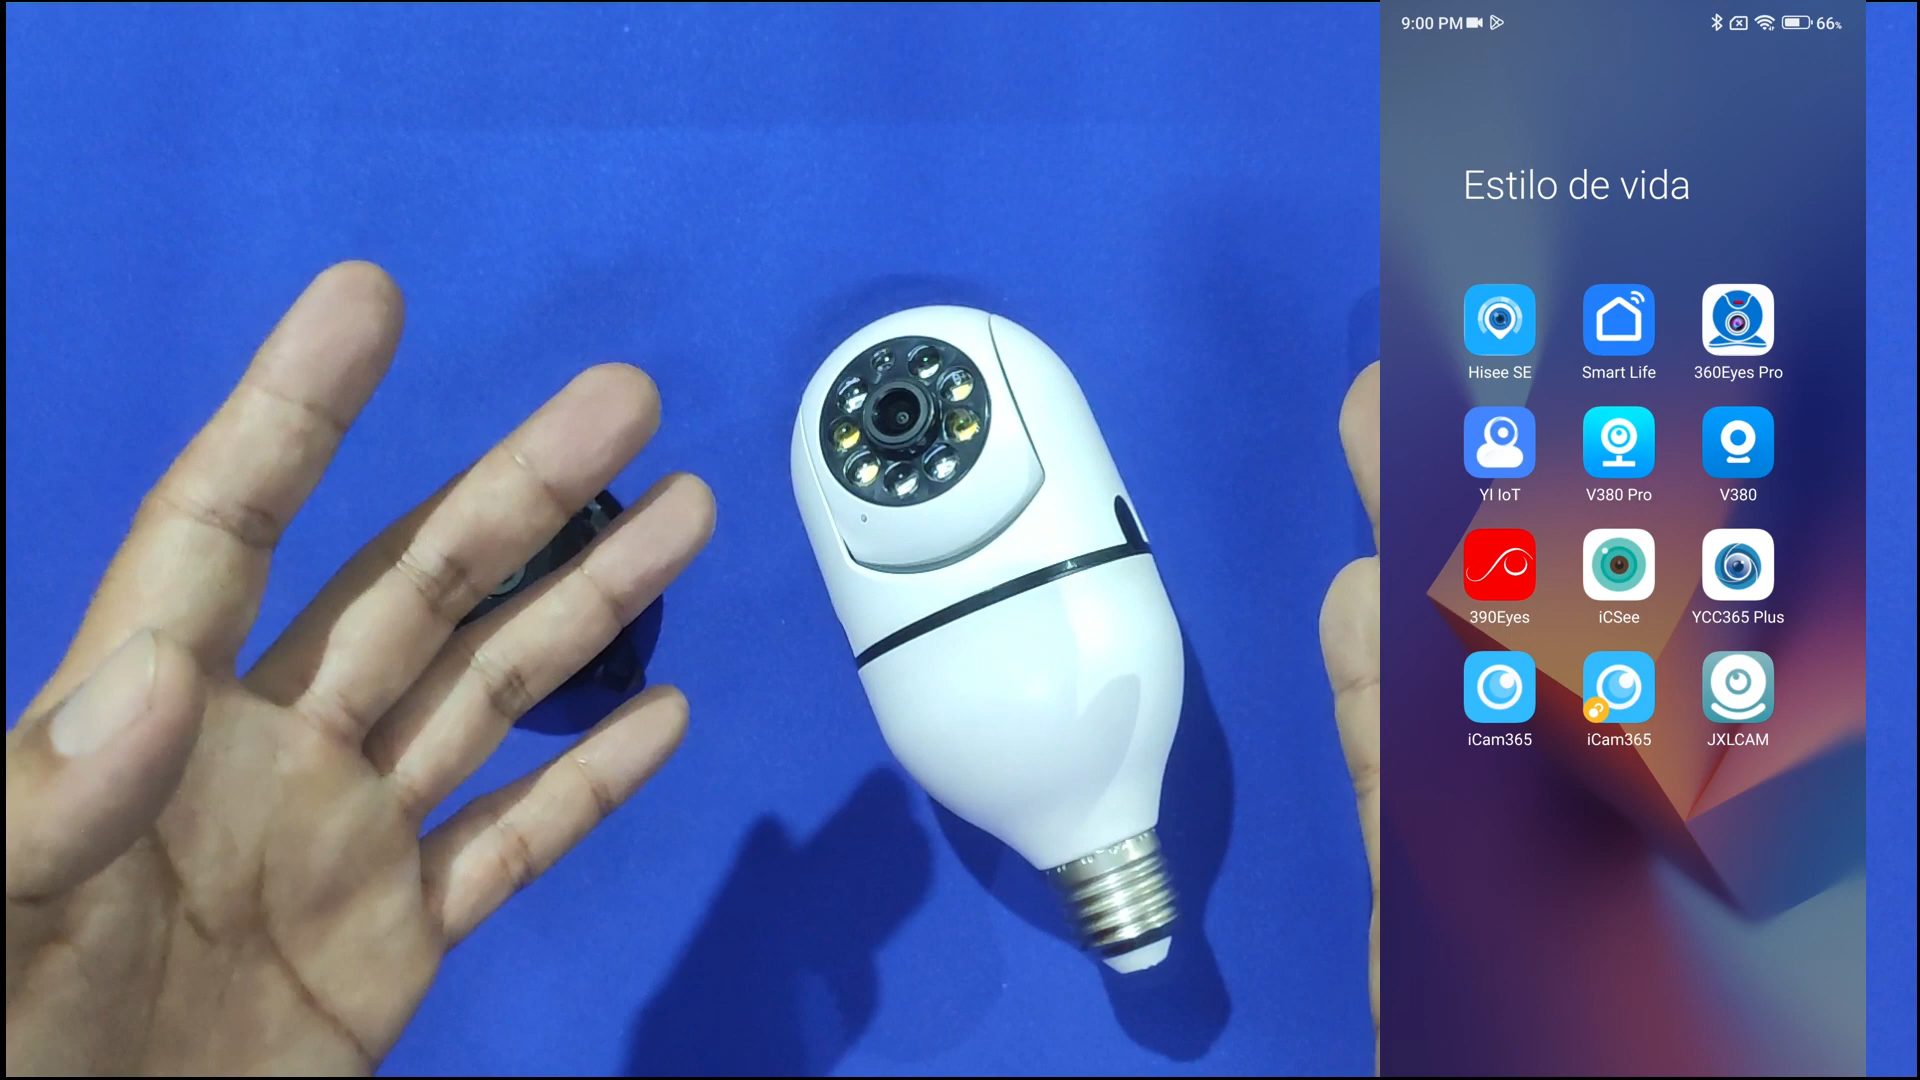 9:00 PM
66%
Estilo de vida
Hisee SE
Smart Life
360Eyes Pro
YI IoT
V380 Pro
V380
390Eyes
iCSee
YCC365 Plus
iCam365
iCam365
JXLCAM